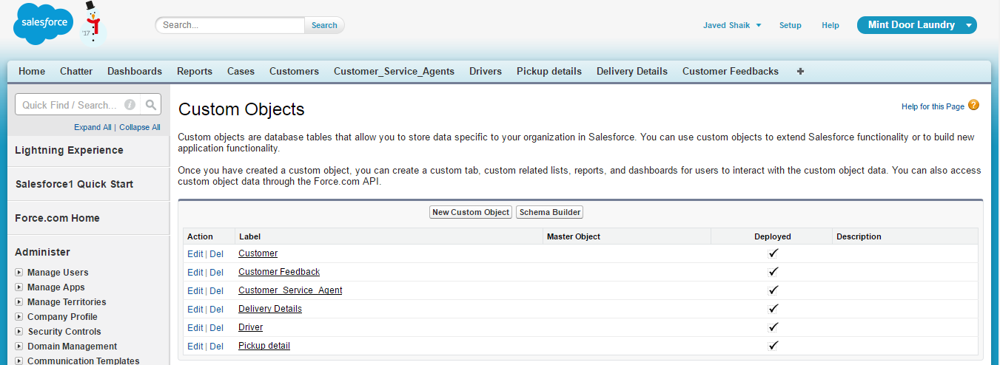 salesforce
'17
Search...
Search
Javed Shaik
Setup
Help
Mint Door Laundry
Home Chatter Dashboards Reports Cases Customers Customer_Service_Agents Drivers Pickup details Delivery Details Customer Feedbacks +
Quick Find / Search...
Expand All | Collapse All
Lightning Experience
Salesforce1 Quick Start
Force.com Home
Administer
Manage Users
Manage Apps
Manage Territories
Company Profile
Security Controls
Domain Management
Communication Templates
Custom Objects
Help for this Page ?
Custom objects are database tables that allow you to store data specific to your organization in Salesforce. You can use custom objects to extend Salesforce functionality or to build new
application functionality.
Once you have created a custom object, you can create a custom tab, custom related lists, reports, and dashboards for users to interact with the custom object data. You can also access
custom object data through the Force.com API.
New Custom Object Schema Builder
Action Label Master Object Deployed Description
Edit | Del Customer ✓
Edit | Del Customer Feedback ✓
Edit | Del Customer_Service_Agent ✓
Edit | Del Delivery Details ✓
Edit | Del Driver ✓
Edit | Del Pickup detail ✓